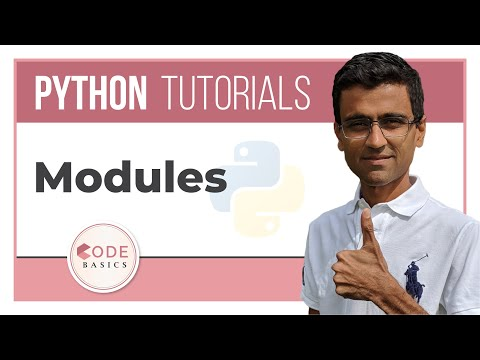 PYTHON TUTORIALS
Modules
CODE
BASICS